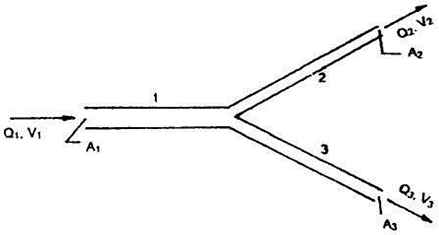 Q2, V2
A2
2
1
Q1, V1
A1
3
Q3, V3
A3